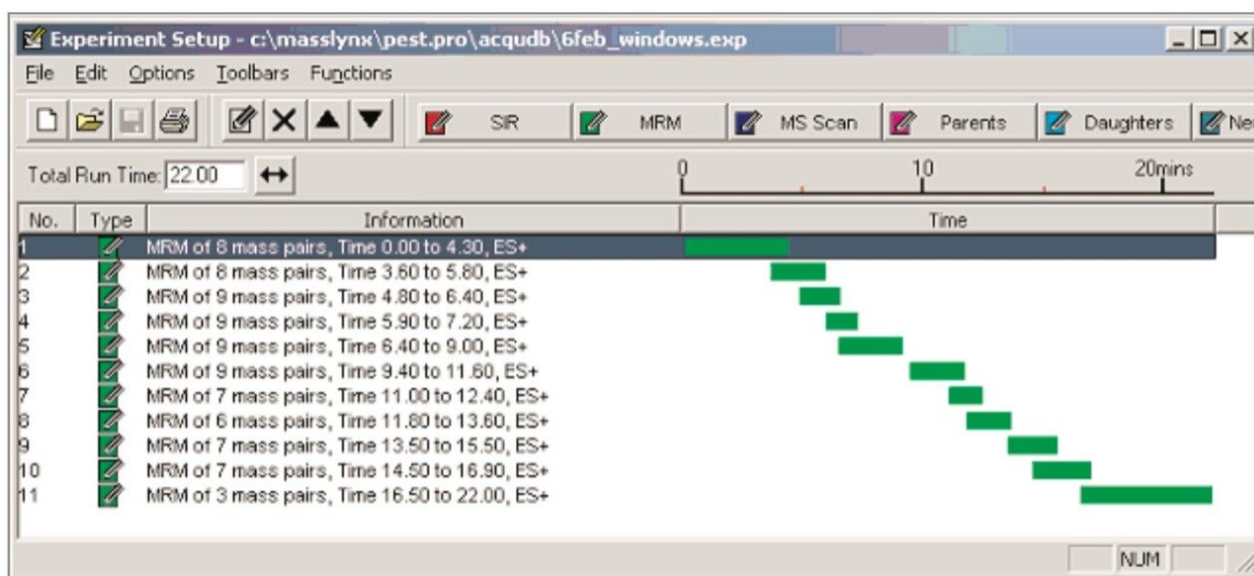 Experiment Setup - c:\masslynx\pest.pro\acqudb\6feb_windows.exp
File Edit Options Toolbars Functions
SIR MRM MS Scan Parents Daughters Ne
Total Run Time: 22.00 0 10 20mins
No. Type Information Time
1 MRM of 8 mass pairs, Time 0.00 to 4.30, ES+
2 MRM of 8 mass pairs, Time 3.60 to 5.80, ES+
3 MRM of 9 mass pairs, Time 4.80 to 6.40, ES+
4 MRM of 9 mass pairs, Time 5.90 to 7.20, ES+
5 MRM of 9 mass pairs, Time 6.40 to 9.00, ES+
6 MRM of 9 mass pairs, Time 9.40 to 11.60, ES+
7 MRM of 7 mass pairs, Time 11.00 to 12.40, ES+
8 MRM of 6 mass pairs, Time 11.80 to 13.60, ES+
9 MRM of 7 mass pairs, Time 13.50 to 15.50, ES+
10 MRM of 7 mass pairs, Time 14.50 to 16.90, ES+
11 MRM of 3 mass pairs, Time 16.50 to 22.00, ES+
NUM